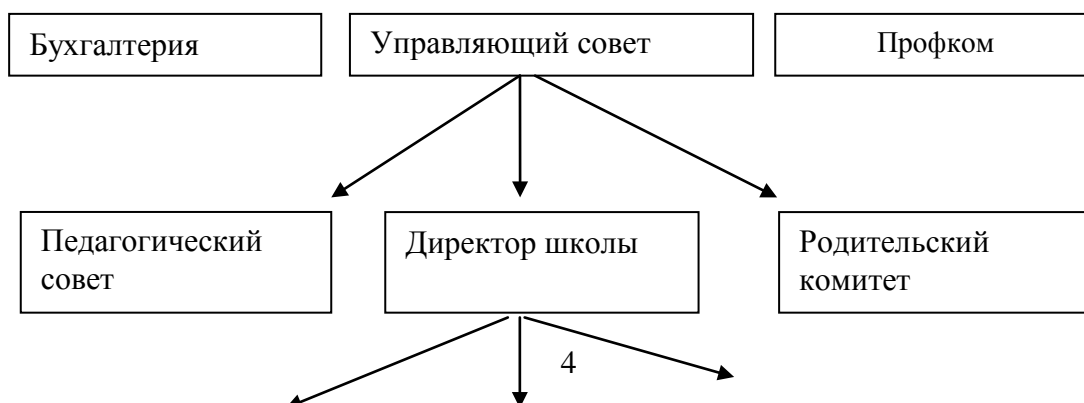 Бухгалтерия
Управляющий совет
Профком
Педагогический
совет
Директор школы
Родительский
комитет
4